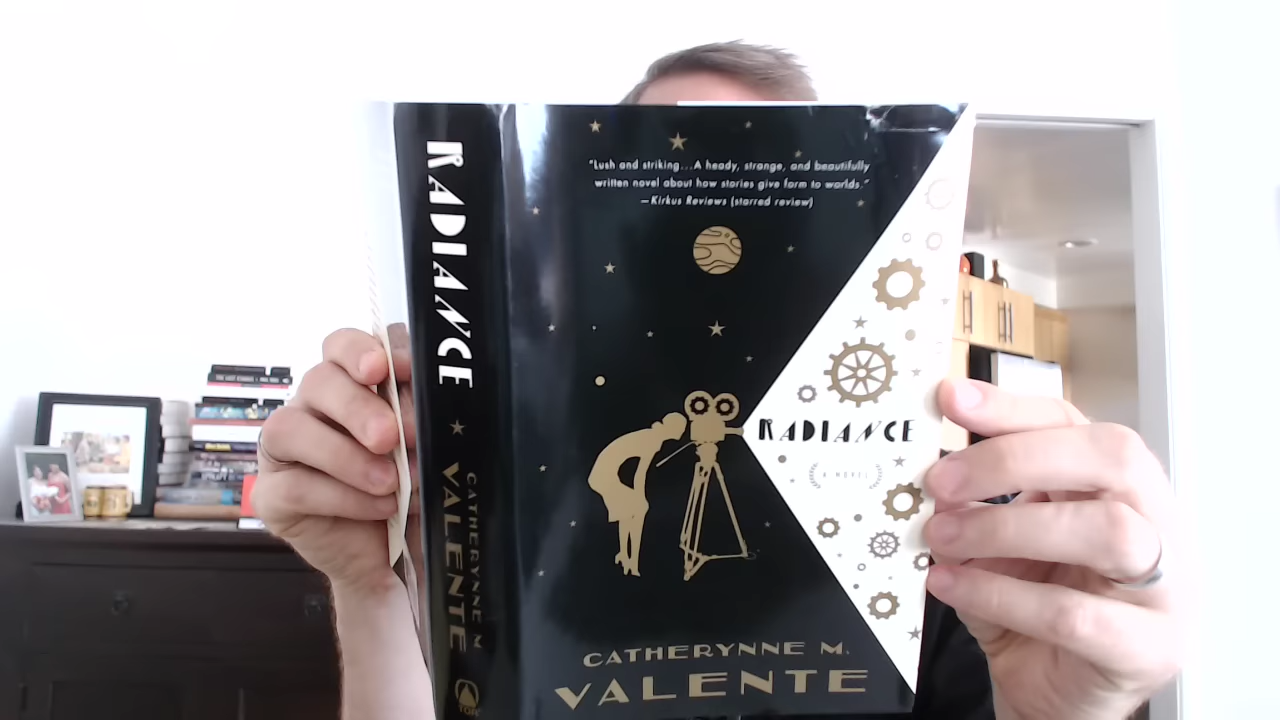 RADIANCE
CATHERYNNE M.
VALENTE
TOR
"Lush and striking...A heady, strange, and beautifully
written novel about how stories give form to worlds."
—Kirkus Reviews (starred review)
RADIANCE
A NOVEL
CATHERYNNE M.
VALENTE